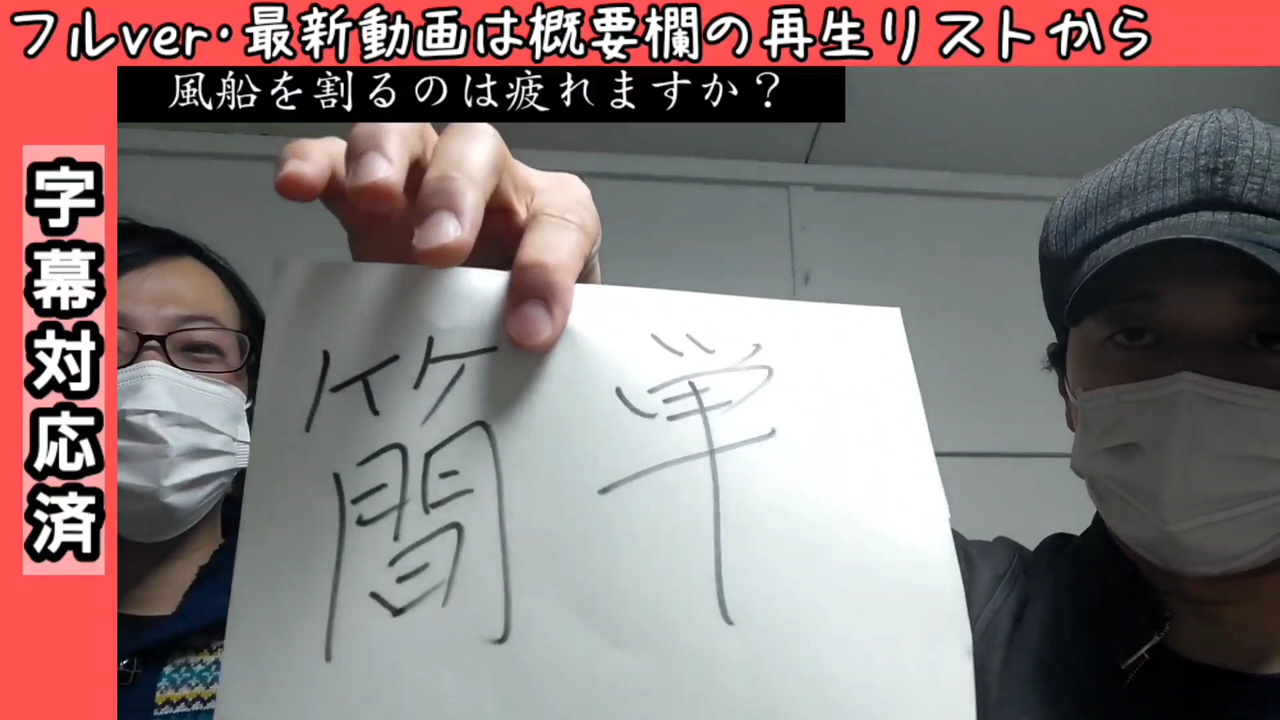 フルver・最新動画は概要欄の再生リストから
風船を割るのは疲れますか？
字幕対応済
簡単